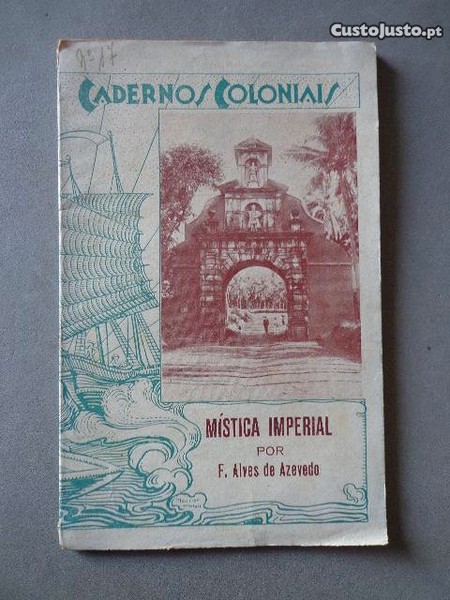 CustoJusto.pt
nº 17
CADERNOS COLONIAIS
MÍSTICA IMPERIAL
POR
F. Alves de Azevedo